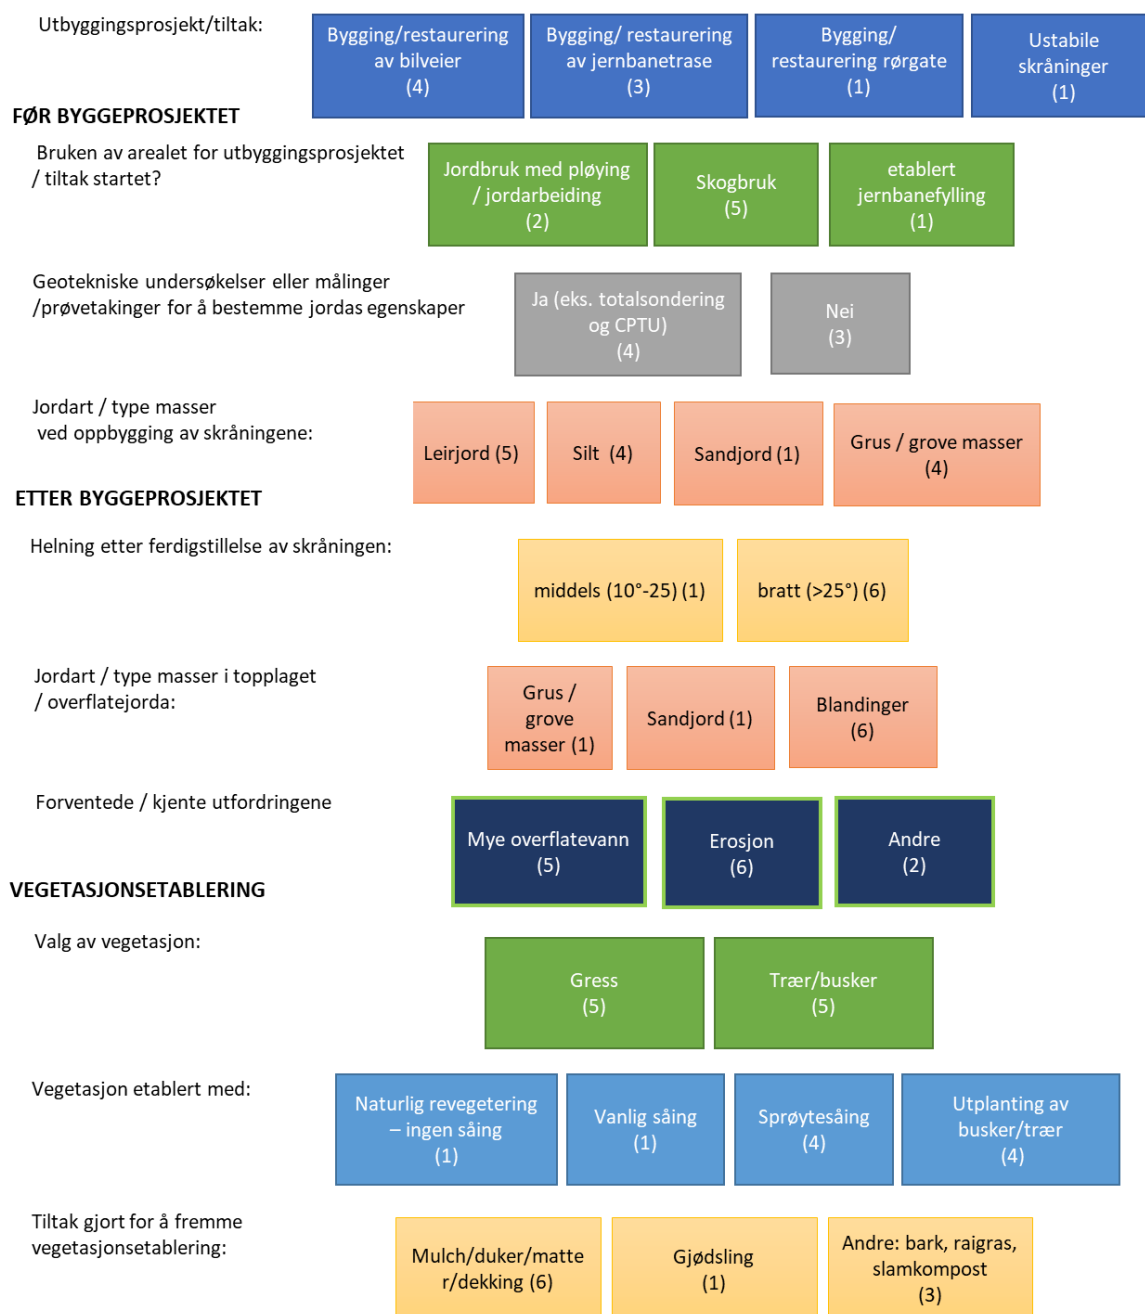 Utbyggingsprosjekt/tiltak:
Bygging/restaurering
av bilveier
(4)
Bygging/ restaurering
av jernbanetrase
(3)
Bygging/
restaurering rørgate
(1)
Ustabile
skråninger
(1)
FØR BYGGEPROSJEKTET
Bruken av arealet for utbyggingsprosjektet
/ tiltak startet?
Jordbruk med pløying
/ jordarbeiding
(2)
Skogbruk
(5)
etablert
jernbanefylling
(1)
Geotekniske undersøkelser eller målinger
/prøvetakinger for å bestemme jordas egenskaper
Ja (eks. totalsondering
og CPTU)
(4)
Nei
(3)
Jordart / type masser
ved oppbygging av skråningene:
Leirjord (5)
Silt (4)
Sandjord (1)
Grus / grove masser
(4)
ETTER BYGGEPROSJEKTET
Helning etter ferdigstillelse av skråningen:
middels (10°-25) (1)
bratt (>25°) (6)
Jordart / type masser i topplaget
/ overflatejorda:
Grus /
grove
masser (1)
Sandjord (1)
Blandinger
(6)
Forventede / kjente utfordringene
Mye overflatevann
(5)
Erosjon
(6)
Andre
(2)
VEGETASJONSETABLERING
Valg av vegetasjon:
Gress
(5)
Trær/busker
(5)
Vegetasjon etablert med:
Naturlig revegetering
– ingen såing
(1)
Vanlig såing
(1)
Sprøytesåing
(4)
Utplanting av
busker/trær
(4)
Tiltak gjort for å fremme
vegetasjonsetablering:
Mulch/duker/matte
r/dekking (6)
Gjødsling
(1)
Andre: bark, raigras,
slamkompost
(3)